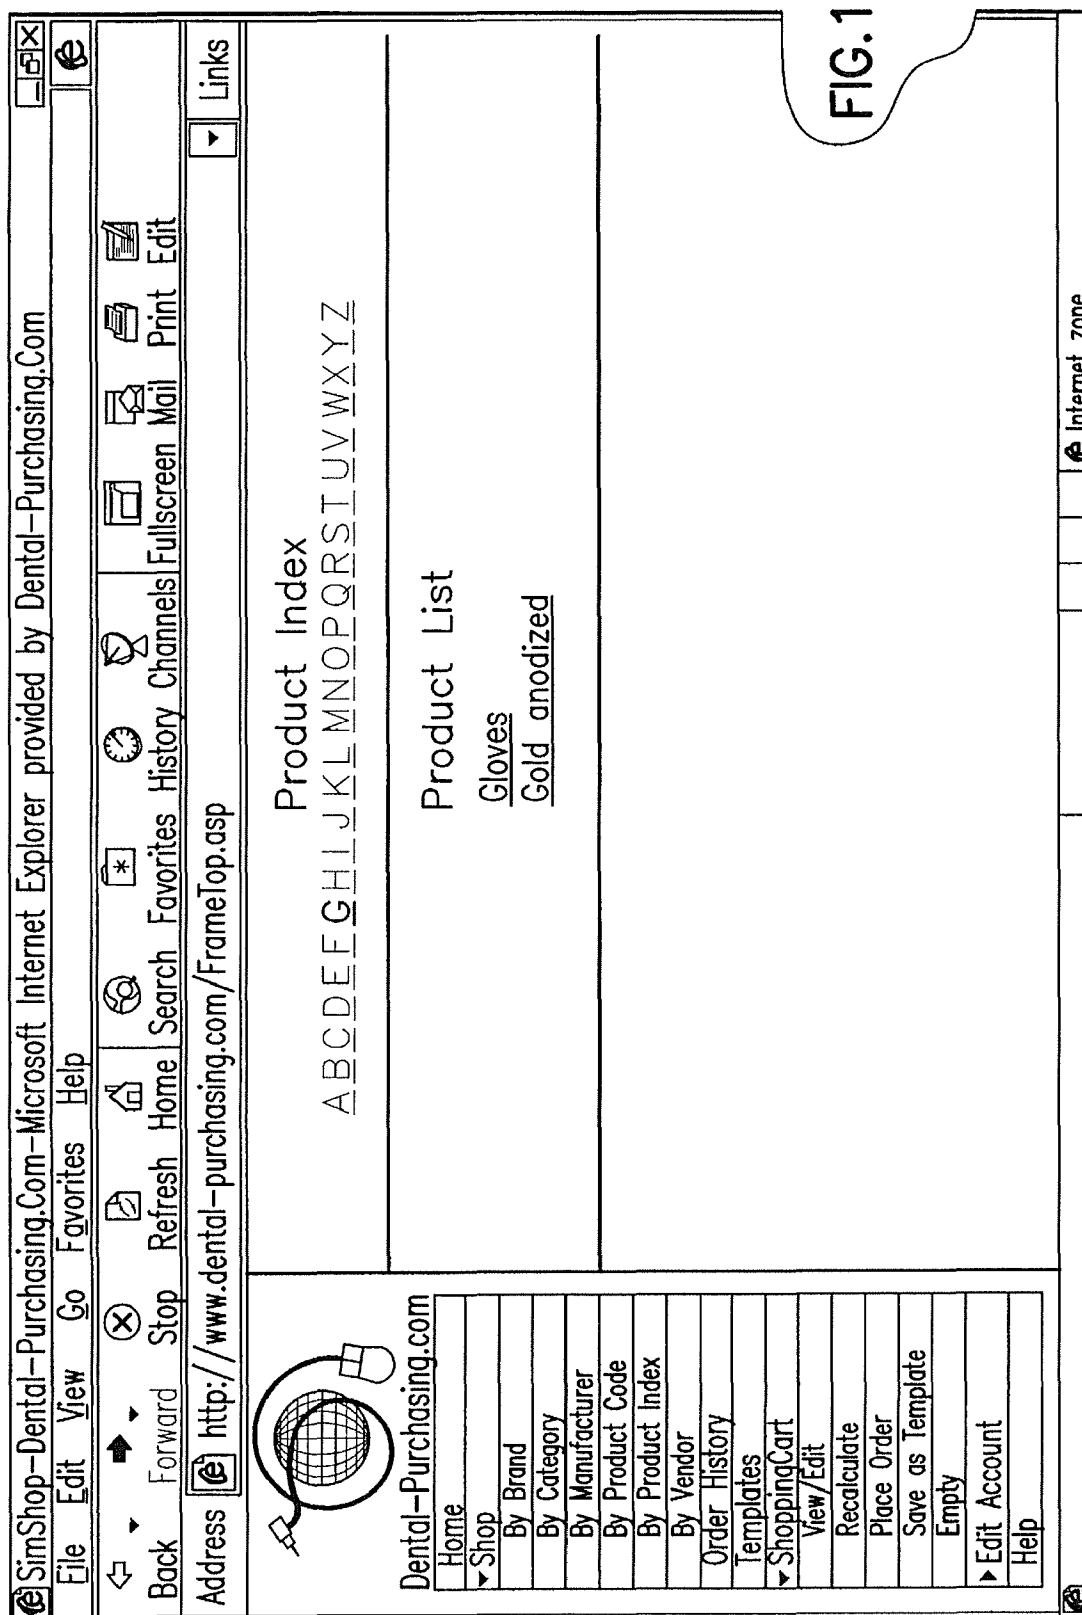 SimShop-Dental-Purchasing.Com-Microsoft Internet Explorer provided by Dental-Purchasing.Com
File Edit View Go Favorites Help
Back Forward Stop Refresh Home Search Favorites History Channels Fullscreen Mail Print Edit
Address http://www.dental-purchasing.com/FrameTop.asp Links
Dental-Purchasing.com
Home
Shop
By Brand
By Category
By Manufacturer
By Product Code
By Product Index
By Vendor
Order History
Templates
ShoppingCart
View/Edit
Recalculate
Place Order
Save as Template
Empty
Edit Account
Help
Product Index
A B C D E F G H I J K L M N O P Q R S T U V W X Y Z
Product List
Gloves
Gold anodized
Internet zone
FIG. 1